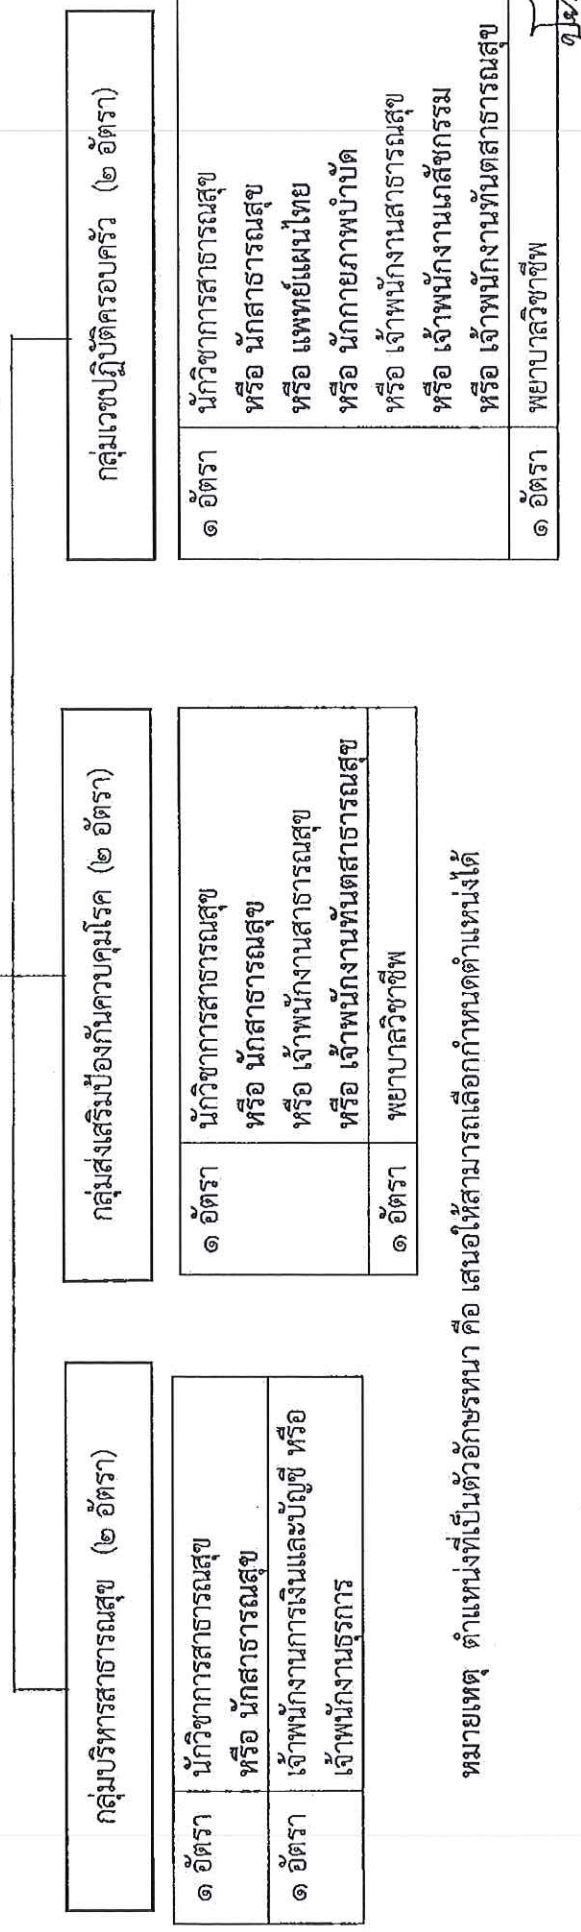 กลุ่มบริหารสาธารณสุข (๒ อัตรา)
๑ อัตรา นักวิชาการสาธารณสุข
หรือ นักสาธารณสุข
๑ อัตรา เจ้าพนักงานการเงินและบัญชี หรือ
เจ้าพนักงานธุรการ
กลุ่มส่งเสริมป้องกันควบคุมโรค (๒ อัตรา)
๑ อัตรา นักวิชาการสาธารณสุข
หรือ นักสาธารณสุข
หรือ เจ้าพนักงานสาธารณสุข
หรือ เจ้าพนักงานทันตสาธารณสุข
๑ อัตรา พยาบาลวิชาชีพ
กลุ่มเวชปฏิบัติครอบครัว (๒ อัตรา)
๑ อัตรา นักวิชาการสาธารณสุข
หรือ นักสาธารณสุข
หรือ แพทย์แผนไทย
หรือ นักกายภาพบำบัด
หรือ เจ้าพนักงานสาธารณสุข
หรือ เจ้าพนักงานเภสัชกรรม
หรือ เจ้าพนักงานทันตสาธารณสุข
๑ อัตรา พยาบาลวิชาชีพ
หมายเหตุ ตำแหน่งที่เป็นตัวอักษรหนา คือ เสนอให้สามารถเลือกกำหนดตำแหน่งได้